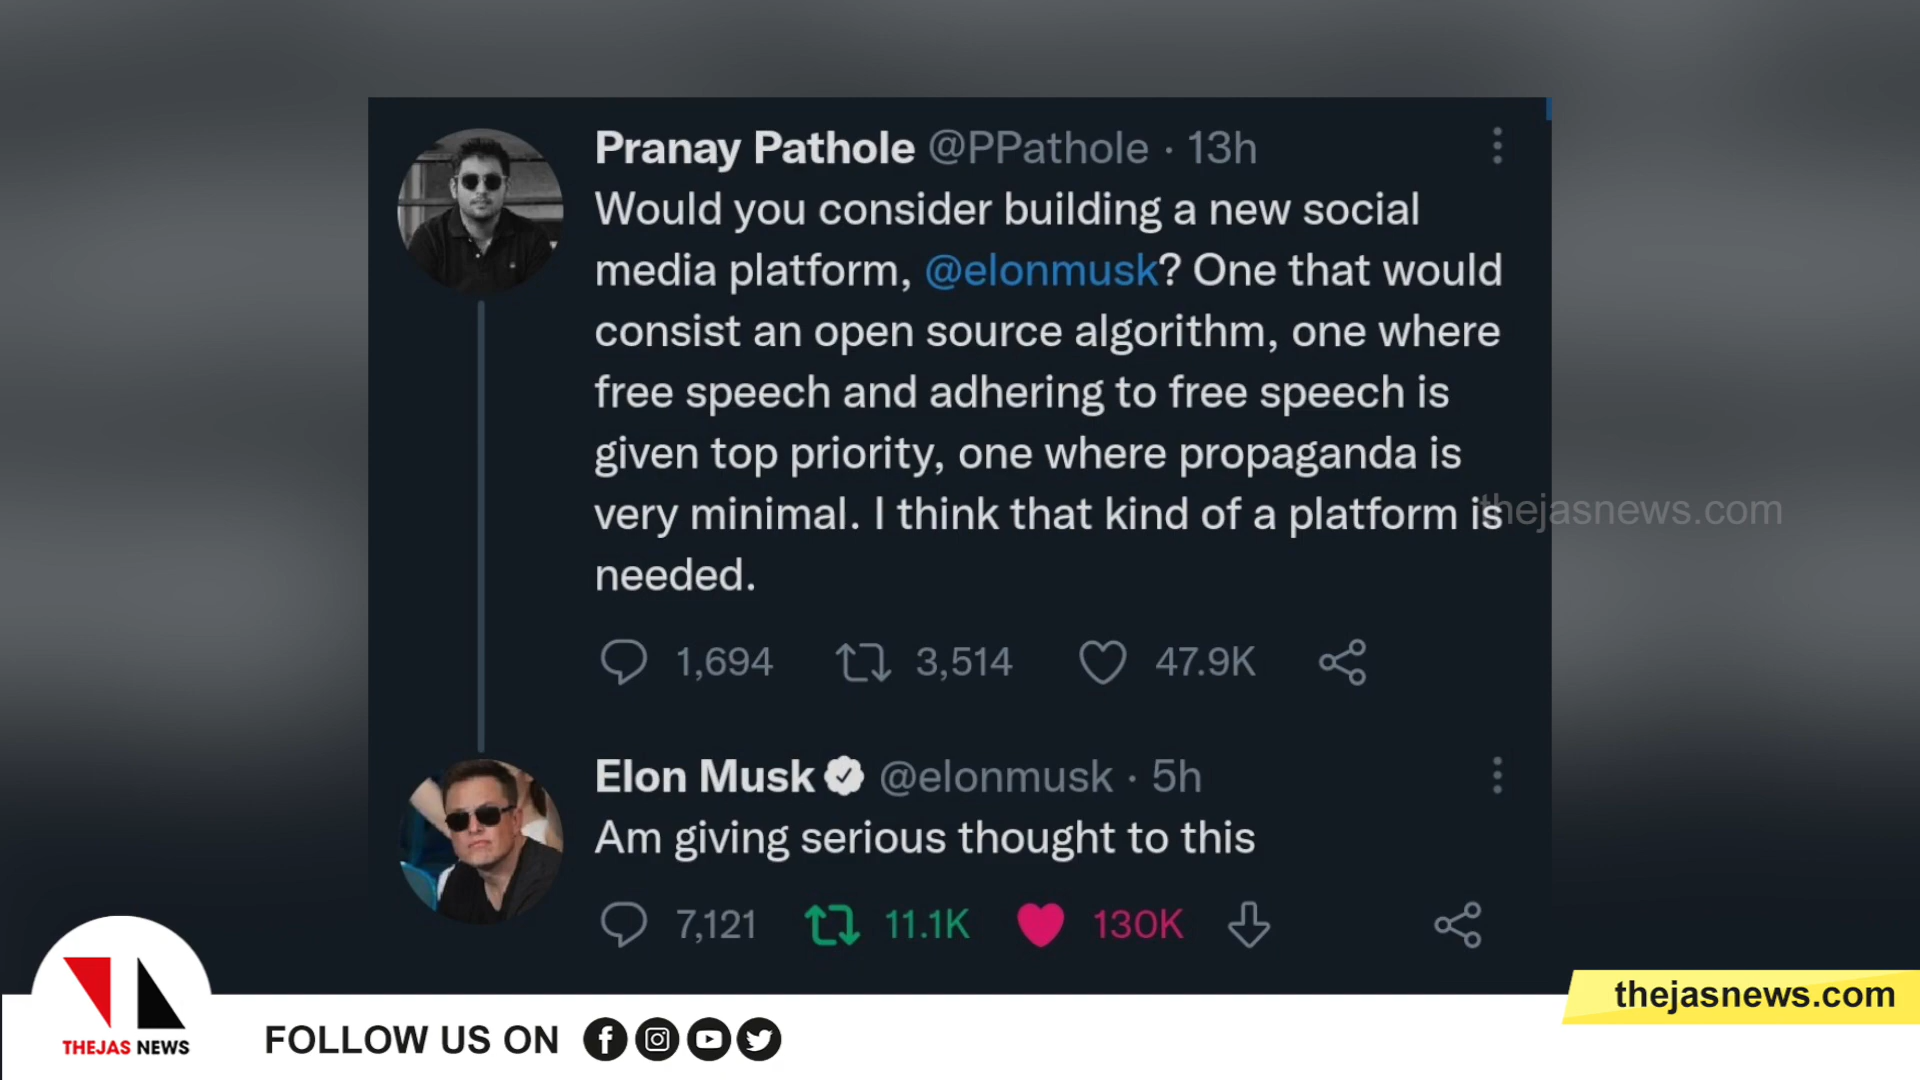 Pranay Pathole @PPathole · 13h
Would you consider building a new social
media platform, @elonmusk? One that would
consist an open source algorithm, one where
free speech and adhering to free speech is
given top priority, one where propaganda is
very minimal. I think that kind of a platform is
needed.
thejasnews.com
1,694 3,514 47.9K
Elon Musk @elonmusk · 5h
Am giving serious thought to this
7,121 11.1K 130K
thejasnews.com
THEJAS NEWS
FOLLOW US ON